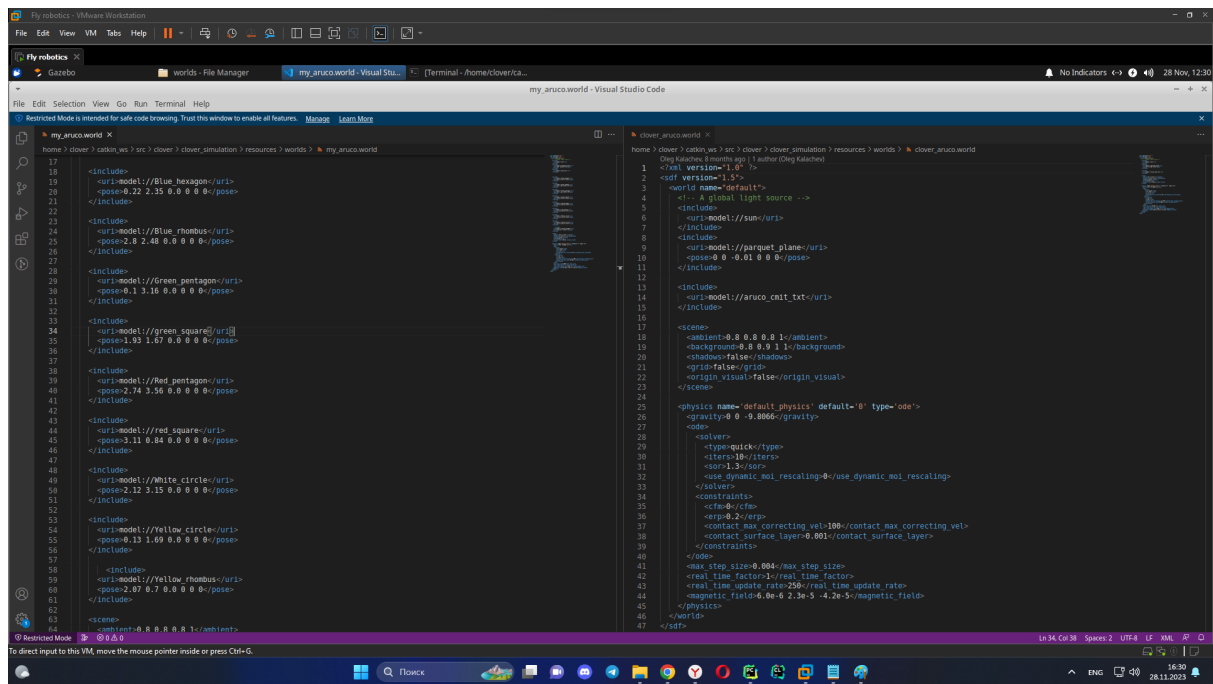 Fly robotics - VMware Workstation
File Edit View VM Tabs Help
Fly robotics
Gazebo worlds - File Manager my_aruco.world - Visual Stu... [Terminal - /home/clover/ca... No Indicators 28 Nov, 12:30
my_aruco.world - Visual Studio Code
File Edit Selection View Go Run Terminal Help
Restricted Mode is intended for safe code browsing. Trust this window to enable all features. Manage Learn More
my_aruco.world
home > clover > catkin_ws > src > clover > clover_simulation > resources > worlds > my_aruco.world
17
18 <include>
19 <uri>model://Blue_hexagon</uri>
20 <pose>0.22 2.35 0.0 0 0 0</pose>
21 </include>
22
23 <include>
24 <uri>model://Blue_rhombus</uri>
25 <pose>2.8 2.48 0.0 0 0 0</pose>
26 </include>
27
28 <include>
29 <uri>model://Green_pentagon</uri>
30 <pose>0.1 3.16 0.0 0 0 0</pose>
31 </include>
32
33 <include>
34 <uri>model://green_square</uri>
35 <pose>1.93 1.67 0.0 0 0 0</pose>
36 </include>
37
38 <include>
39 <uri>model://Red_pentagon</uri>
40 <pose>2.74 3.56 0.0 0 0 0</pose>
41 </include>
42
43 <include>
44 <uri>model://red_square</uri>
45 <pose>3.11 0.84 0.0 0 0 0</pose>
46 </include>
47
48 <include>
49 <uri>model://White_circle</uri>
50 <pose>2.12 3.15 0.0 0 0 0</pose>
51 </include>
52
53 <include>
54 <uri>model://Yellow_circle</uri>
55 <pose>0.13 1.69 0.0 0 0 0</pose>
56 </include>
57
58 <include>
59 <uri>model://Yellow_rhombus</uri>
60 <pose>2.07 0.7 0.0 0 0 0</pose>
61 </include>
62
63 <scene>
64 <ambient>0.8 0.8 0.8 1</ambient>
clover_aruco.world
home > clover > catkin_ws > src > clover > clover_simulation > resources > worlds > clover_aruco.world
Oleg Kalachev, 8 months ago | 1 author (Oleg Kalachev)
1 <?xml version="1.0" ?>
2 <sdf version="1.5">
3 <world name="default">
4 <!-- A global light source -->
5 <include>
6 <uri>model://sun</uri>
7 </include>
8 <include>
9 <uri>model://parquet_plane</uri>
10 <pose>0 0 -0.01 0 0 0</pose>
11 </include>
12
13 <include>
14 <uri>model://aruco_cmit_txt</uri>
15 </include>
16
17 <scene>
18 <ambient>0.8 0.8 0.8 1</ambient>
19 <background>0.8 0.9 1 1</background>
20 <shadows>false</shadows>
21 <grid>false</grid>
22 <origin_visual>false</origin_visual>
23 </scene>
24
25 <physics name='default_physics' default='0' type='ode'>
26 <gravity>0 0 -9.8066</gravity>
27 <ode>
28 <solver>
29 <type>quick</type>
30 <iters>10</iters>
31 <sor>1.3</sor>
32 <use_dynamic_moi_rescaling>0</use_dynamic_moi_rescaling>
33 </solver>
34 <constraints>
35 <cfm>0</cfm>
36 <erp>0.2</erp>
37 <contact_max_correcting_vel>100</contact_max_correcting_vel>
38 <contact_surface_layer>0.001</contact_surface_layer>
39 </constraints>
40 </ode>
41 <max_step_size>0.004</max_step_size>
42 <real_time_factor>1</real_time_factor>
43 <real_time_update_rate>250</real_time_update_rate>
44 <magnetic_field>6.0e-6 2.3e-5 -4.2e-5</magnetic_field>
45 </physics>
46 </world>
47 </sdf>
Restricted Mode 0 0 Ln 34, Col 38 Spaces: 2 UTF-8 LF XML
To direct input to this VM, move the mouse pointer inside or press Ctrl+G.
Поиск ENG 16:30
28.11.2023